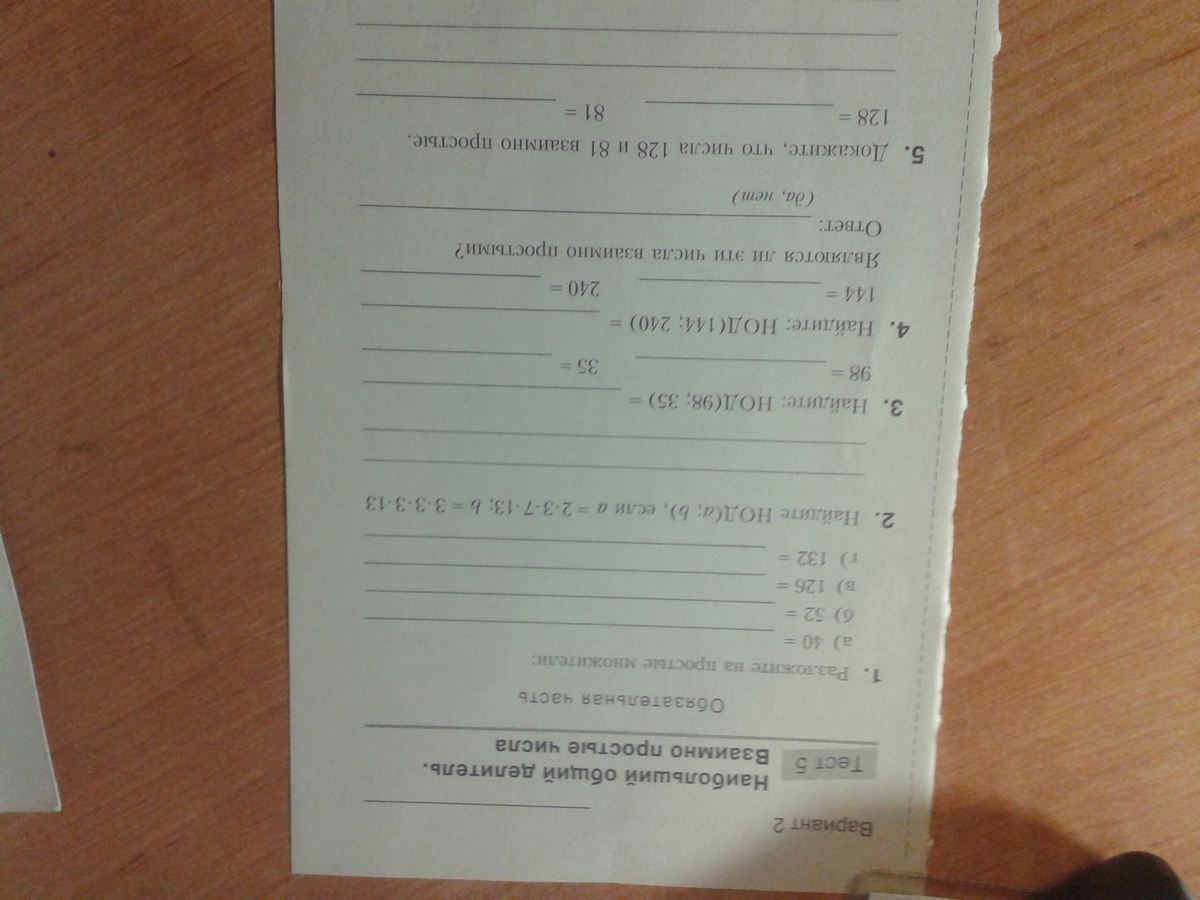 Вариант 2
Тест 5
Наибольший общий делитель.
Взаимно простые числа
Обязательная часть
1. Разложите на простые множители:
а) 40 =
б) 52 =
в) 126 =
г) 132 =
2. Найдите НОД(a; b), если a = 2·3·7·13; b = 3·3·3·3·13
3. Найдите: НОД(98; 35) =
98 = 35 =
4. Найдите: НОД(144; 240) =
144 = 240 =
Являются ли эти числа взаимно простыми?
Ответ:
(да, нет)
5. Докажите, что числа 128 и 81 взаимно простые.
128 = 81 =